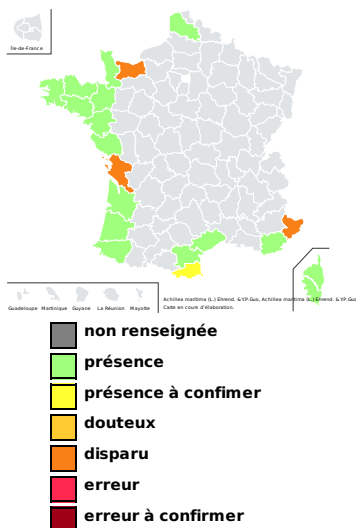 Île-de-France
Guadeloupe Martinique Guyane La Réunion Mayotte
Achillea maritima (L.) Ehrend. & Y.P.Guo, Achillea maritima (L.) Ehrend. & Y.P.Guo
Carte en cours d'élaboration.
non renseignée
présence
présence à confimer
douteux
disparu
erreur
erreur à confirmer